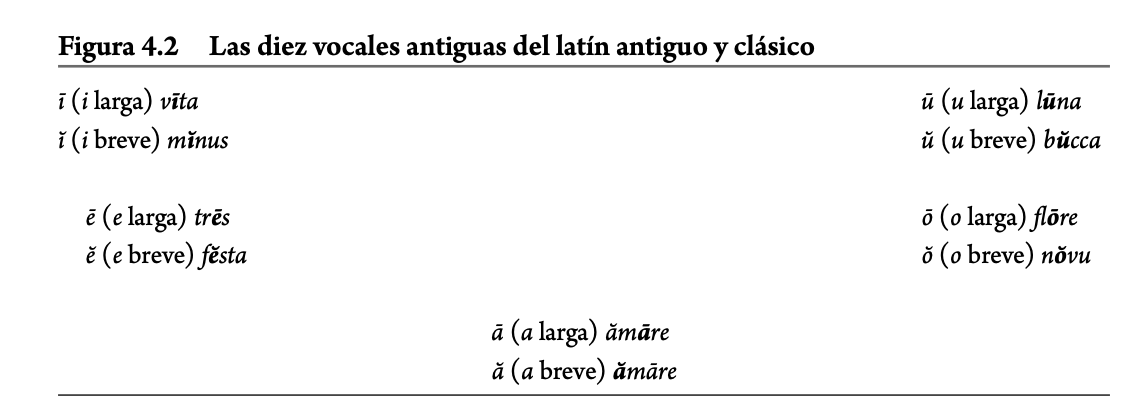 Figura 4.2 Las diez vocales antiguas del latín antiguo y clásico
ī (i larga) vīta
ū (u larga) lūna
ĭ (i breve) mĭnus
ŭ (u breve) bŭcca
ē (e larga) trēs
ō (o larga) flōre
ĕ (e breve) fĕsta
ŏ (o breve) nŏvu
ā (a larga) ămāre
ă (a breve) ămāre